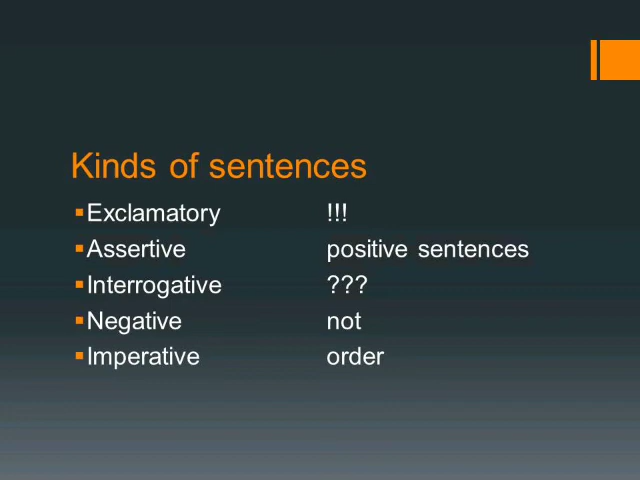 Kinds of sentences
▪Exclamatory !!!
▪Assertive positive sentences
▪Interrogative ???
▪Negative not
▪Imperative order